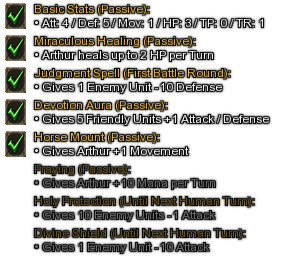 Basic Stats (Passive):
• Att: 4 / Def: 5 / Mov: 1 / HP: 3 / TP: 0 / TR: 1
Miraculous Healing (Passive):
• Arthur heals up to 2 HP per Turn
Judgment Spell (First Battle Round):
• Gives 1 Enemy Unit -10 Defense
Devotion Aura (Passive):
• Gives 5 Friendly Units +1 Attack / Defense
Horse Mount (Passive):
• Gives Arthur +1 Movement
Praying (Passive):
• Gives Arthur +10 Mana per Turn
Holy Protection (Until Next Human Turn):
• Gives 10 Enemy Units -1 Attack
Divine Shield (Until Next Human Turn):
• Gives 1 Enemy Unit -10 Attack